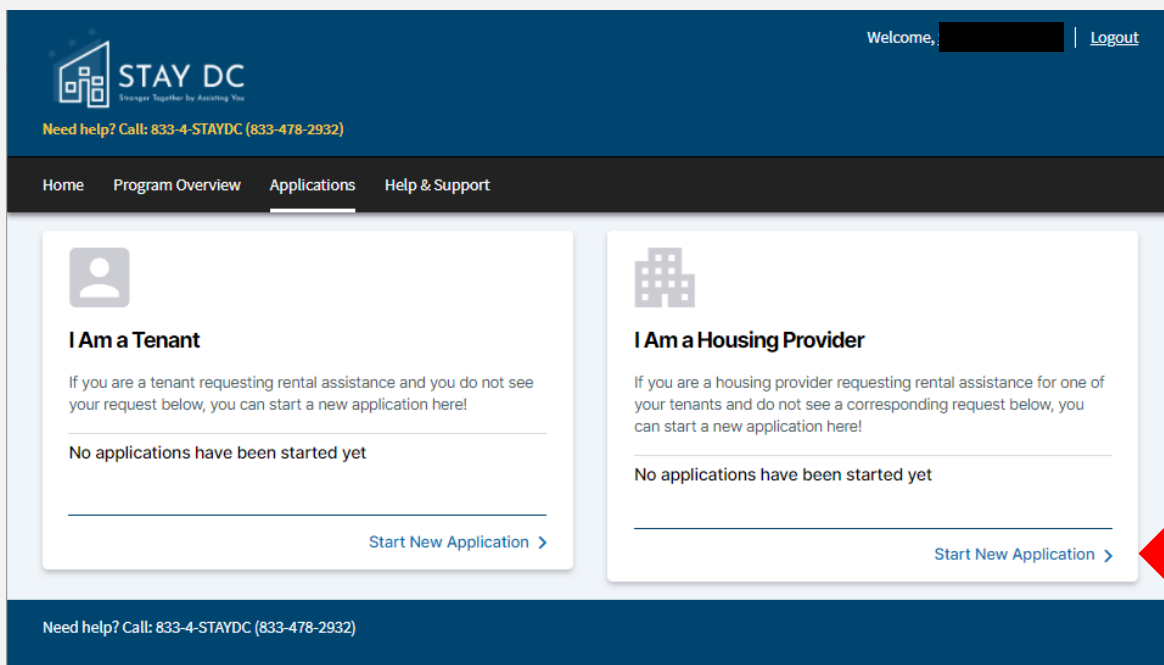 Welcome,
Logout
STAY DC
Stronger Together by Assisting You
Need help? Call: 833-4-STAYDC (833-478-2932)
Home Program Overview Applications Help & Support
I Am a Tenant
If you are a tenant requesting rental assistance and you do not see
your request below, you can start a new application here!
No applications have been started yet
Start New Application
I Am a Housing Provider
If you are a housing provider requesting rental assistance for one of
your tenants and do not see a corresponding request below, you
can start a new application here!
No applications have been started yet
Start New Application
Need help? Call: 833-4-STAYDC (833-478-2932)